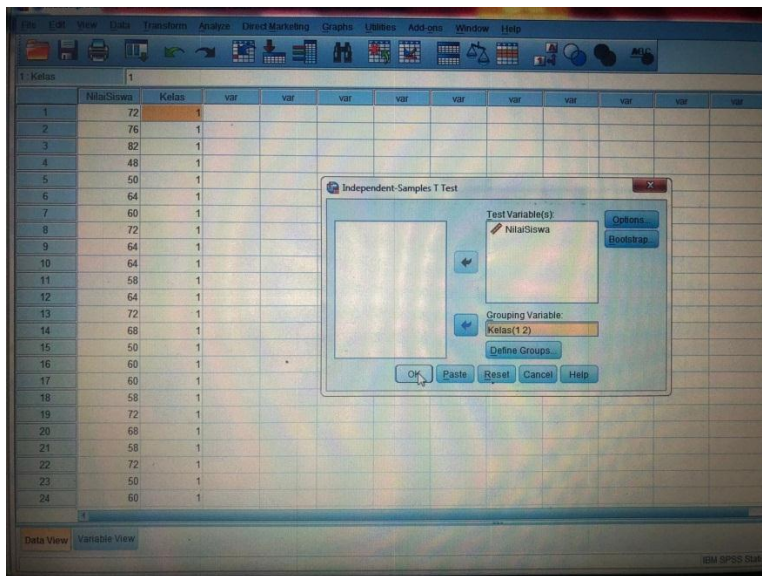 File Edit View Data Transform Analyze Direct Marketing Graphs Utilities Add-ons Window Help
1 : Kelas 1
NilaiSiswa Kelas var var var var var var var var var
1 72 1
2 76 1
3 82 1
4 48 1
5 50 1
6 64 1
7 60 1
8 72 1
9 64 1
10 64 1
11 58 1
12 64 1
13 72 1
14 68 1
15 50 1
16 60 1
17 60 1
18 58 1
19 72 1
20 68 1
21 58 1
22 72 1
23 50 1
24 60 1
Independent-Samples T Test
Test Variable(s):
NilaiSiswa
Options...
Bootstrap...
Grouping Variable:
Kelas(1 2)
Define Groups...
OK Paste Reset Cancel Help
Data View Variable View
IBM SPSS Stat